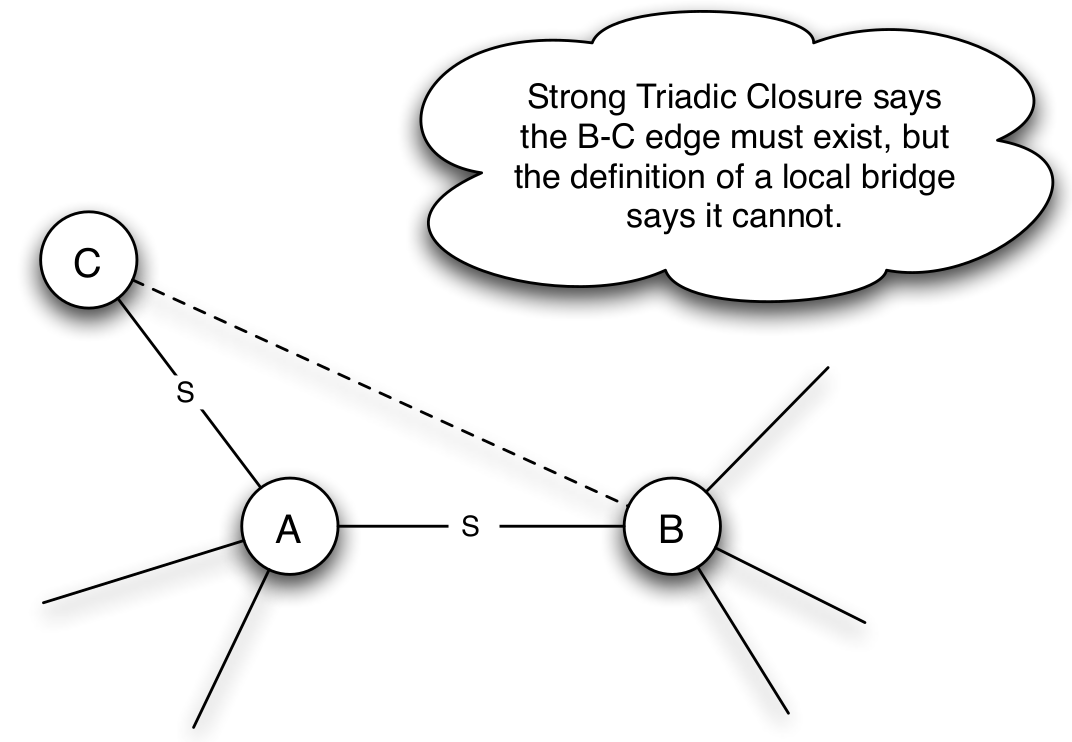 Strong Triadic Closure says
the B-C edge must exist, but
the definition of a local bridge
says it cannot.
C
S
A
S
B